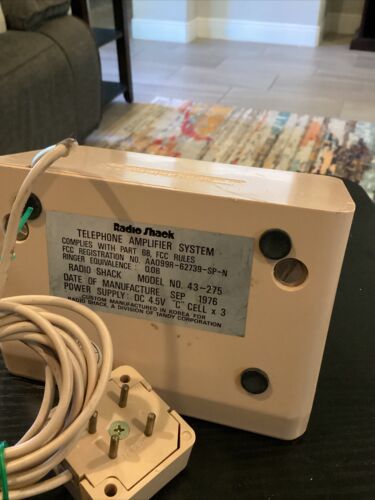 Radio Shack
TELEPHONE AMPLIFIER SYSTEM
COMPLIES WITH PART 68, FCC RULES
FCC REGISTRATION NO. AAO99R-62739-SP-N
RINGER EQUIVALENCE : 0.0B
RADIO SHACK MODEL NO. 43-275
DATE OF MANUFACTURE SEP 1976
POWER SUPPLY: DC 4.5V "C" CELL x 3
CUSTOM MANUFACTURED IN KOREA FOR
RADIO SHACK A DIVISION OF TANDY CORPORATION